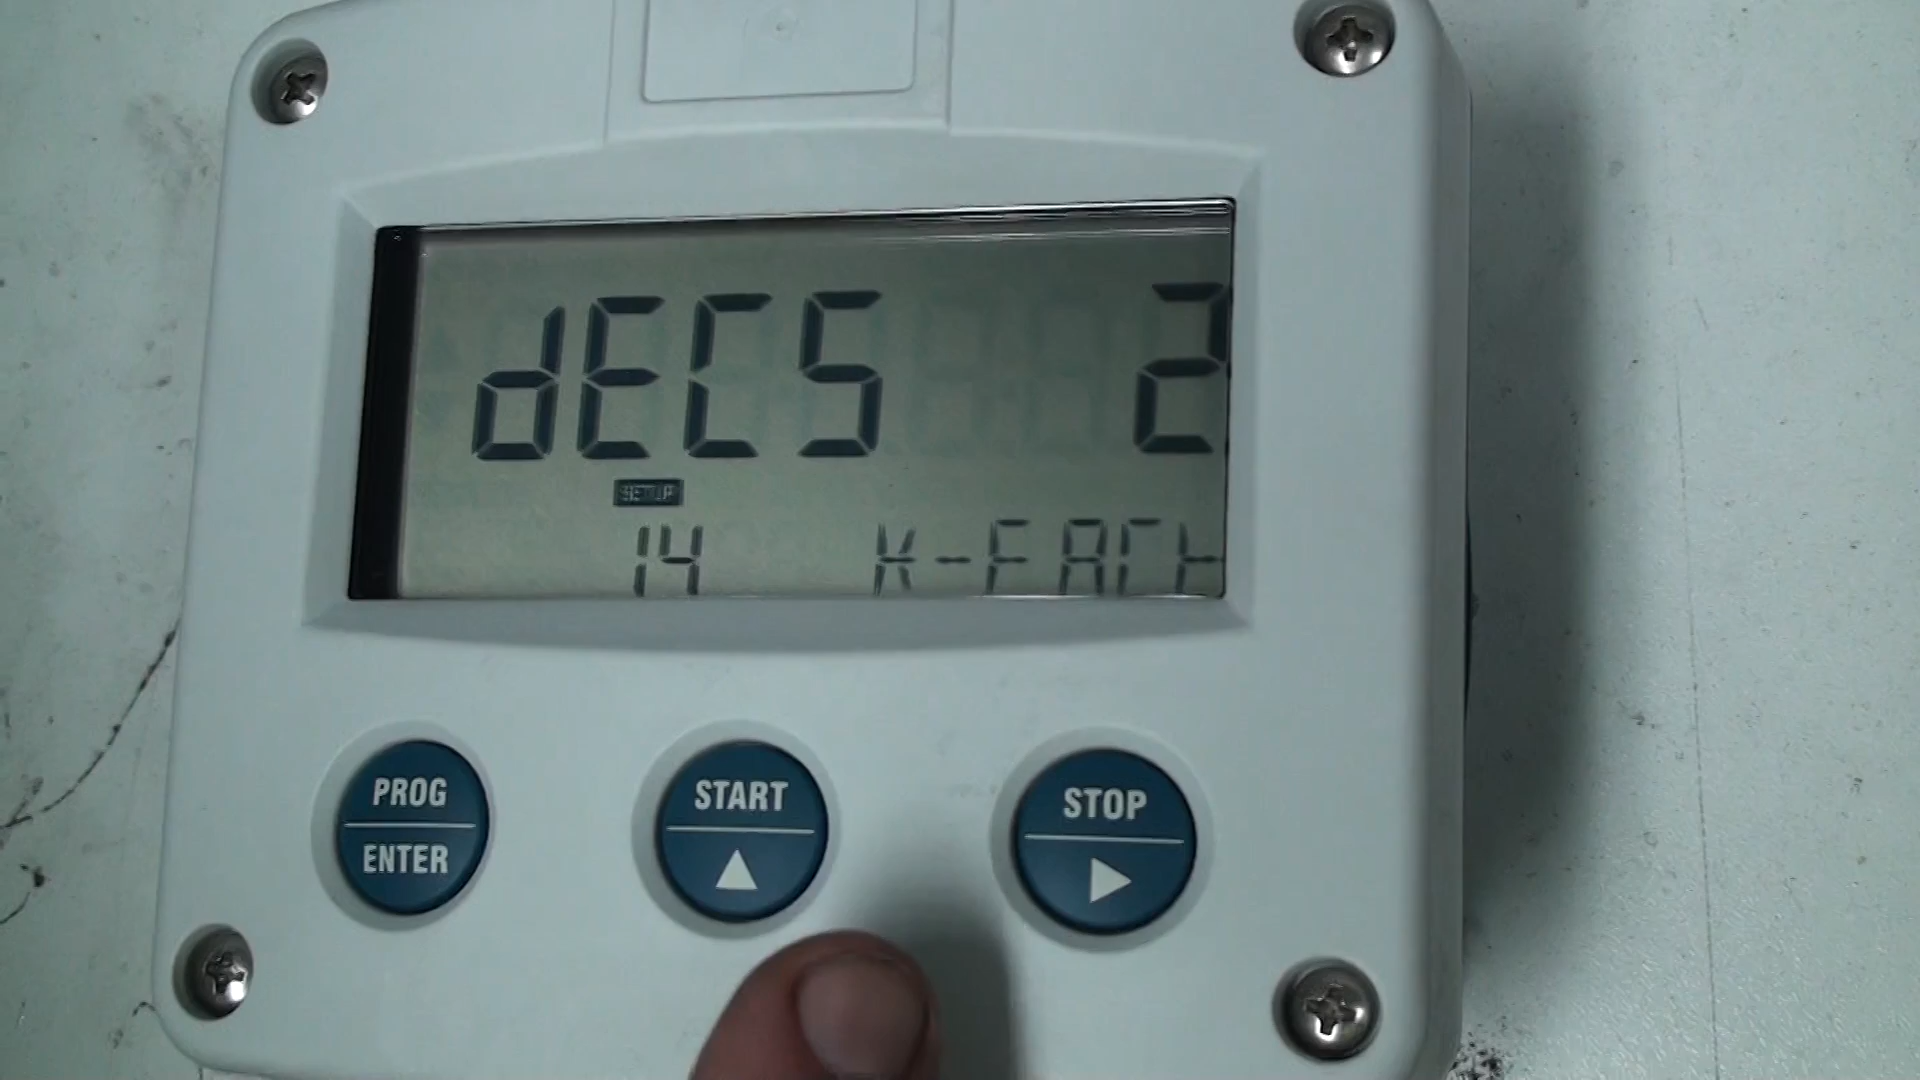 dECS 2
SETUP
14 K-FACt
PROG
ENTER
START
STOP